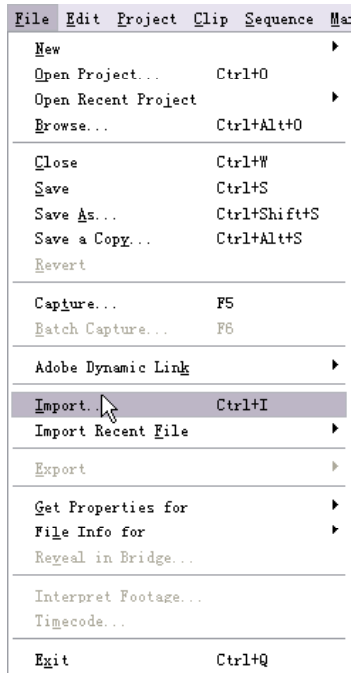 File Edit Project Clip Sequence Ma
New
Open Project... Ctrl+O
Open Recent Project
Browse... Ctrl+Alt+O
Close Ctrl+W
Save Ctrl+S
Save As... Ctrl+Shift+S
Save a Copy... Ctrl+Alt+S
Revert
Capture... F5
Batch Capture... F6
Adobe Dynamic Link
Import... Ctrl+I
Import Recent File
Export
Get Properties for
File Info for
Reveal in Bridge...
Interpret Footage...
Timecode...
Exit Ctrl+Q